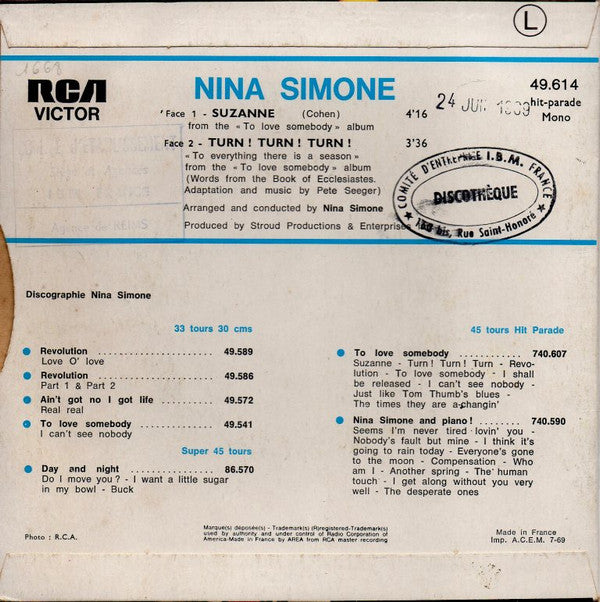 L
1669
RCA
VICTOR
NINA SIMONE
49.614
hit-parade
Mono
Face 1 - SUZANNE (Cohen) 4'16
from the « To love somebody » album
Face 2 - TURN ! TURN ! TURN ! 3'36
« To everything there is a season »
from the « To love somebody » album
(Words from the Book of Ecclesiastes.
Adaptation and music by Pete Seeger)
Arranged and conducted by Nina Simone
Produced by Stroud Productions & Enterprises
24 JUIL 1969
COMITÉ D'ENTREPRISE I.B.M. FRANCE
DISCOTHÈQUE
bis, Rue Saint-Honoré
Agence de REIMS
Discographie Nina Simone
33 tours 30 cms
Revolution 49.589
Love O' love
Revolution 49.586
Part 1 & Part 2
Ain't got no I got life 49.572
Real real
To love somebody 49.541
I can't see nobody
Super 45 tours
Day and night 86.570
Do I move you? - I want a little sugar
in my bowl - Buck
45 tours Hit Parade
To love somebody 740.607
Suzanne - Turn ! Turn ! Turn - Revo-
lution - To love somebody - I shall
be released - I can't see nobody -
Just like Tom Thumb's blues -
The times they are a-changin'
Nina Simone and piano ! 740.590
Seems I'm never tired lovin' you -
Nobody's fault but mine - I think it's
going to rain today - Everyone's gone
to the moon - Compensation - Who
am I - Another spring - The human
touch - I get along without you very
well - The desperate ones
Photo : R.C.A.
Marque(s) déposée(s) - Trademark(s) (R)registered-Trademark(s)
used by authority and under control of Radio Corporation of
America-Made in France by AREA from RCA master recording
Made in France
Imp. A.C.E.M. 7-69